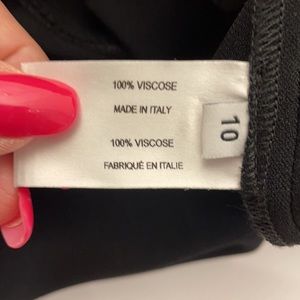 100% VISCOSE
MADE IN ITALY
100% VISCOSE
FABRIQUÉ EN ITALIE
10